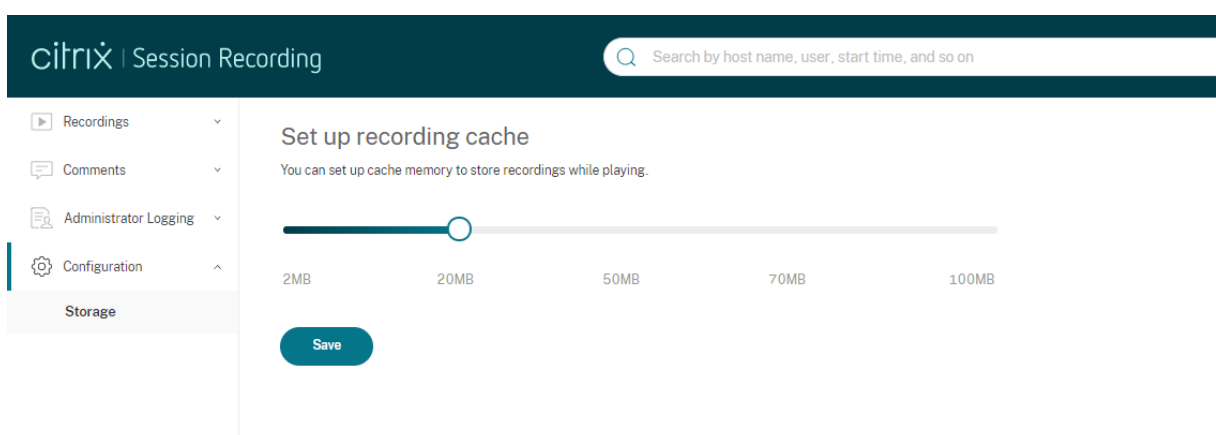 citrix | Session Recording
Search by host name, user, start time, and so on
Recordings
Comments
Administrator Logging
Configuration
Storage
Set up recording cache
You can set up cache memory to store recordings while playing.
2MB 20MB 50MB 70MB 100MB
Save